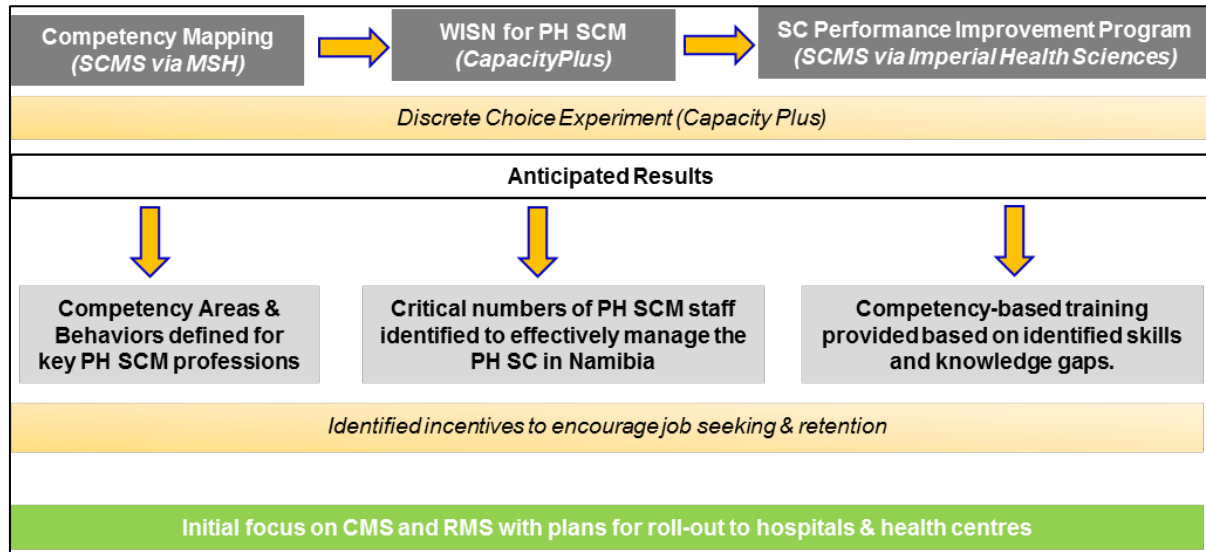 Competency Mapping
(SCMS via MSH)
WISN for PH SCM
(CapacityPlus)
SC Performance Improvement Program
(SCMS via Imperial Health Sciences)
Discrete Choice Experiment (Capacity Plus)
Anticipated Results
Competency Areas &
Behaviors defined for
key PH SCM professions
Critical numbers of PH SCM staff
identified to effectively manage the
PH SC in Namibia
Competency-based training
provided based on identified skills
and knowledge gaps.
Identified incentives to encourage job seeking & retention
Initial focus on CMS and RMS with plans for roll-out to hospitals & health centres